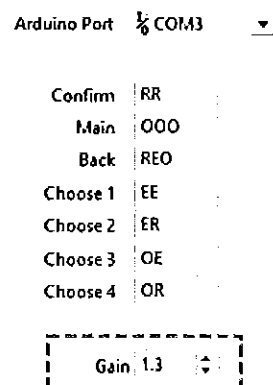 Arduino Port COM3
Confirm RR
Main OOO
Back REO
Choose 1 EE
Choose 2 ER
Choose 3 OE
Choose 4 OR
Gain 1.3